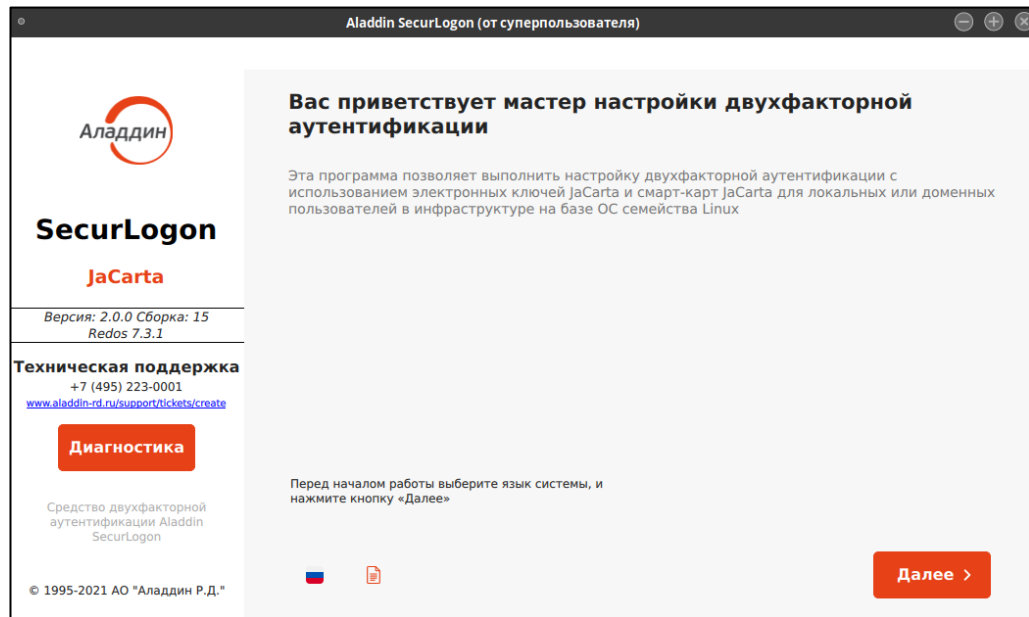 Aladdin SecurLogon (от суперпользователя)
Аладдин
SecurLogon
JaCarta
Версия: 2.0.0 Сборка: 15
Redos 7.3.1
Техническая поддержка
+7 (495) 223-0001
www.aladdin-rd.ru/support/tickets/create
Диагностика
Средство двухфакторной
аутентификации Aladdin
SecurLogon
© 1995-2021 АО "Аладдин Р.Д."
Вас приветствует мастер настройки двухфакторной
аутентификации
Эта программа позволяет выполнить настройку двухфакторной аутентификации с
использованием электронных ключей JaCarta и смарт-карт JaCarta для локальных или доменных
пользователей в инфраструктуре на базе ОС семейства Linux
Перед началом работы выберите язык системы, и
нажмите кнопку «Далее»
Далее >